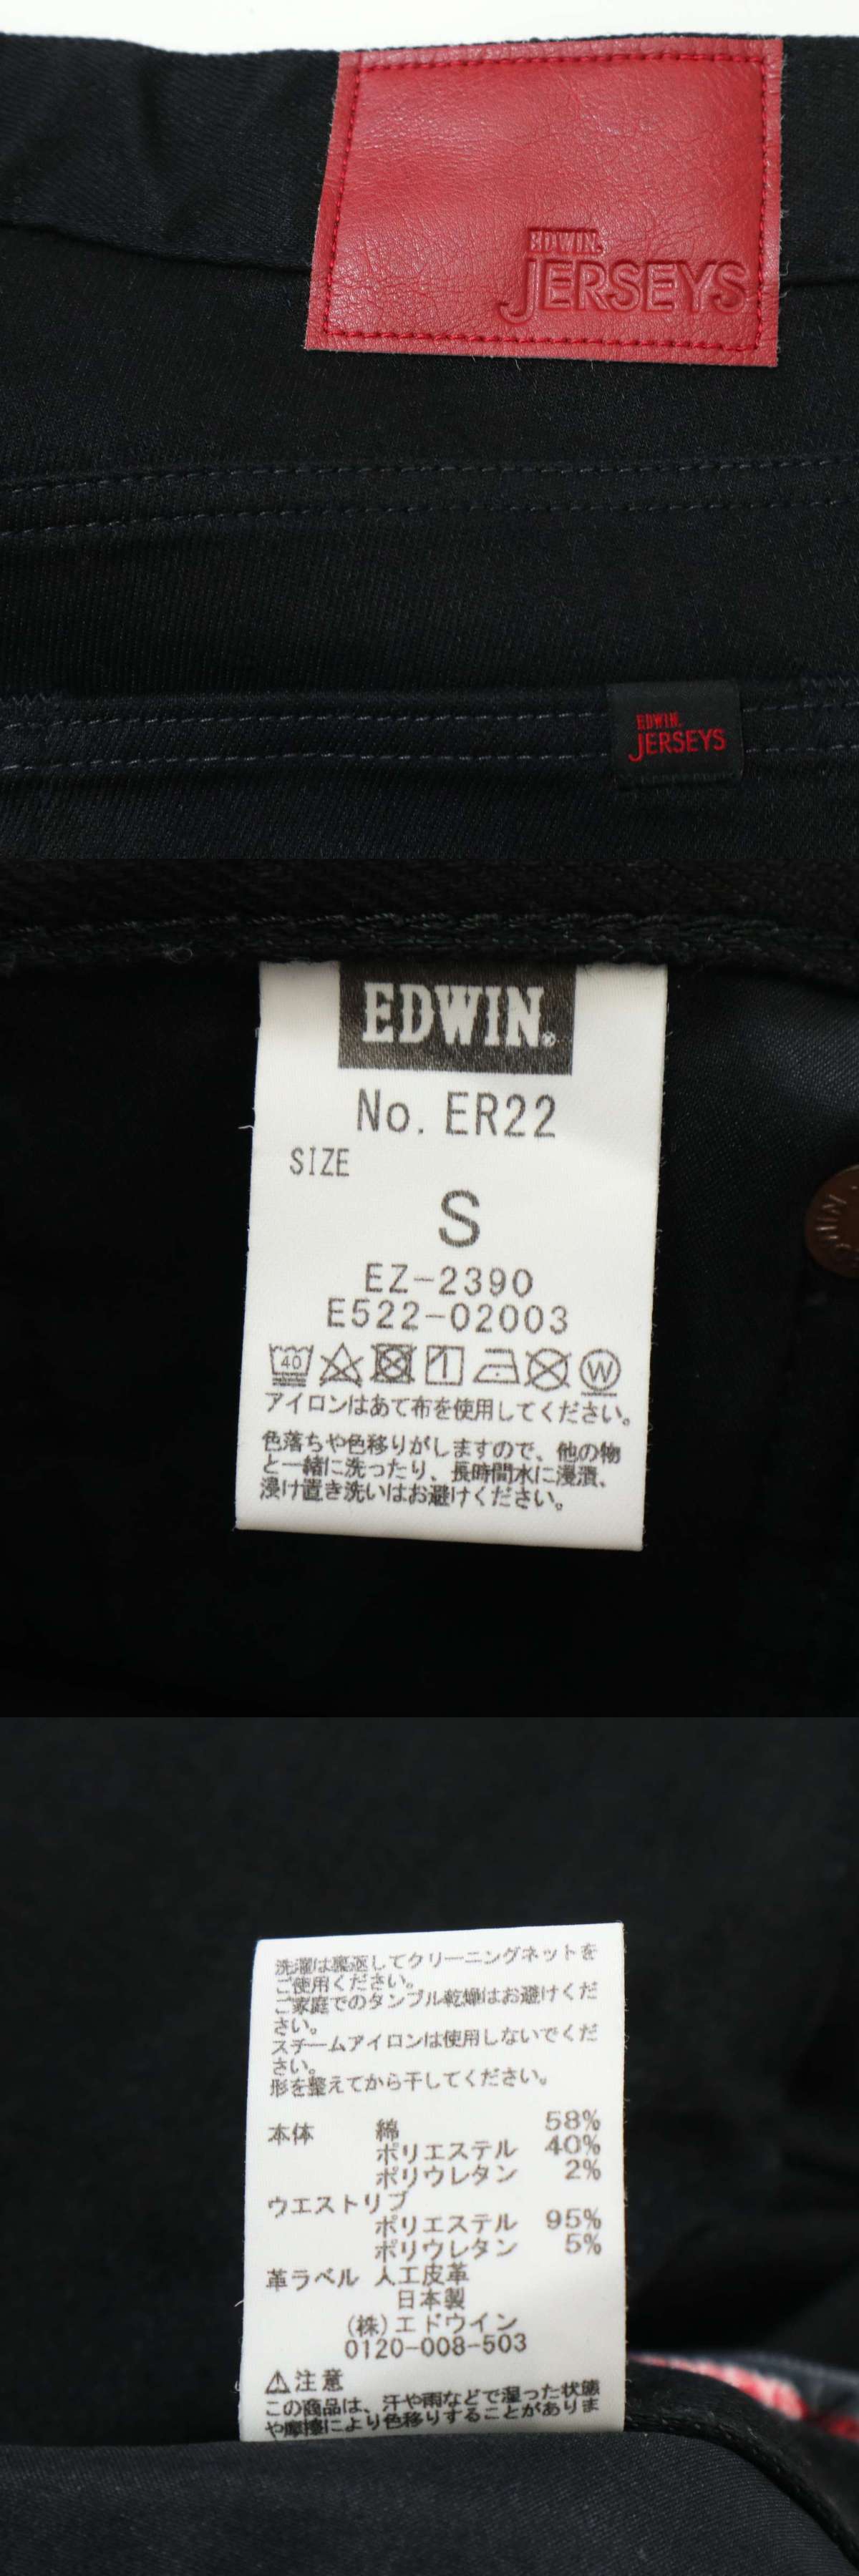 EDWIN.
JERSEYS
EDWIN.
JERSEYS
EDWIN.
No. ER22
SIZE
S
EZ-2390
E522-02003
40 W
アイロンはあて布を使用してください。
色落ちや色移りがしますので、他の物
と一緒に洗ったり、長時間水に浸漬、
浸け置き洗いはお避けください。
洗濯は裏返してクリーニングネットを
ご使用ください。
ご家庭でのタンブル乾燥はお避けくだ
さい。
スチームアイロンは使用しないでくだ
さい。
形を整えてから干してください。
本体 綿 58%
ポリエステル 40%
ポリウレタン 2%
ウエストリブ
ポリエステル 95%
ポリウレタン 5%
革ラベル 人工皮革
日本製
(株)エドウイン
0120-008-503
⚠注意
この商品は、汗や雨などで湿った状態
や摩擦により色移りすることがありま